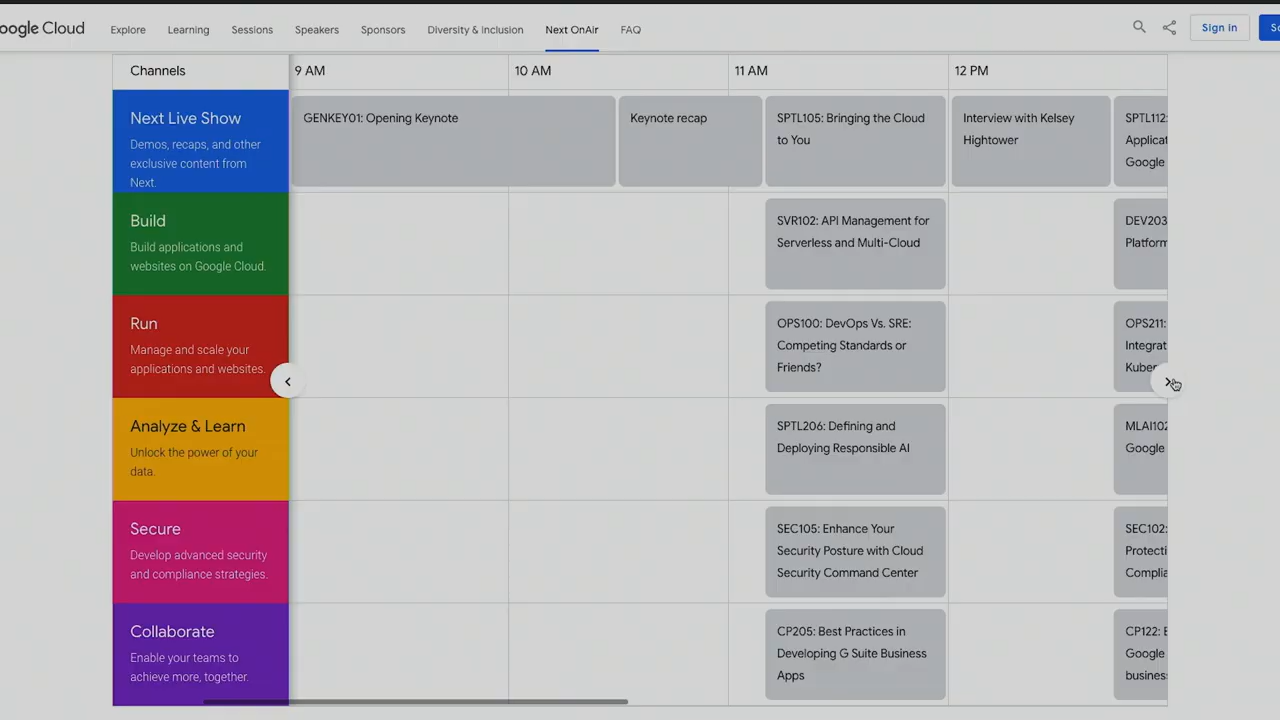 oogle Cloud
Explore
Learning
Sessions
Speakers
Sponsors
Diversity & Inclusion
Next OnAir
FAQ
Sign in
Channels
9 AM
10 AM
11 AM
12 PM
Next Live Show
Demos, recaps, and other
exclusive content from
Next.
GENKEY01: Opening Keynote
Keynote recap
SPTL105: Bringing the Cloud
to You
Interview with Kelsey
Hightower
SPTL112:
Applicat
Google
Build
Build applications and
websites on Google Cloud.
SVR102: API Management for
Serverless and Multi-Cloud
DEV203
Platform
Run
Manage and scale your
applications and websites.
OPS100: DevOps Vs. SRE:
Competing Standards or
Friends?
OPS211:
Integrat
Kuber
Analyze & Learn
Unlock the power of your
data.
SPTL206: Defining and
Deploying Responsible AI
MLAI102
Google
Secure
Develop advanced security
and compliance strategies.
SEC105: Enhance Your
Security Posture with Cloud
Security Command Center
SEC102:
Protecti
Complia
Collaborate
Enable your teams to
achieve more, together.
CP205: Best Practices in
Developing G Suite Business
Apps
CP122: E
Google
business